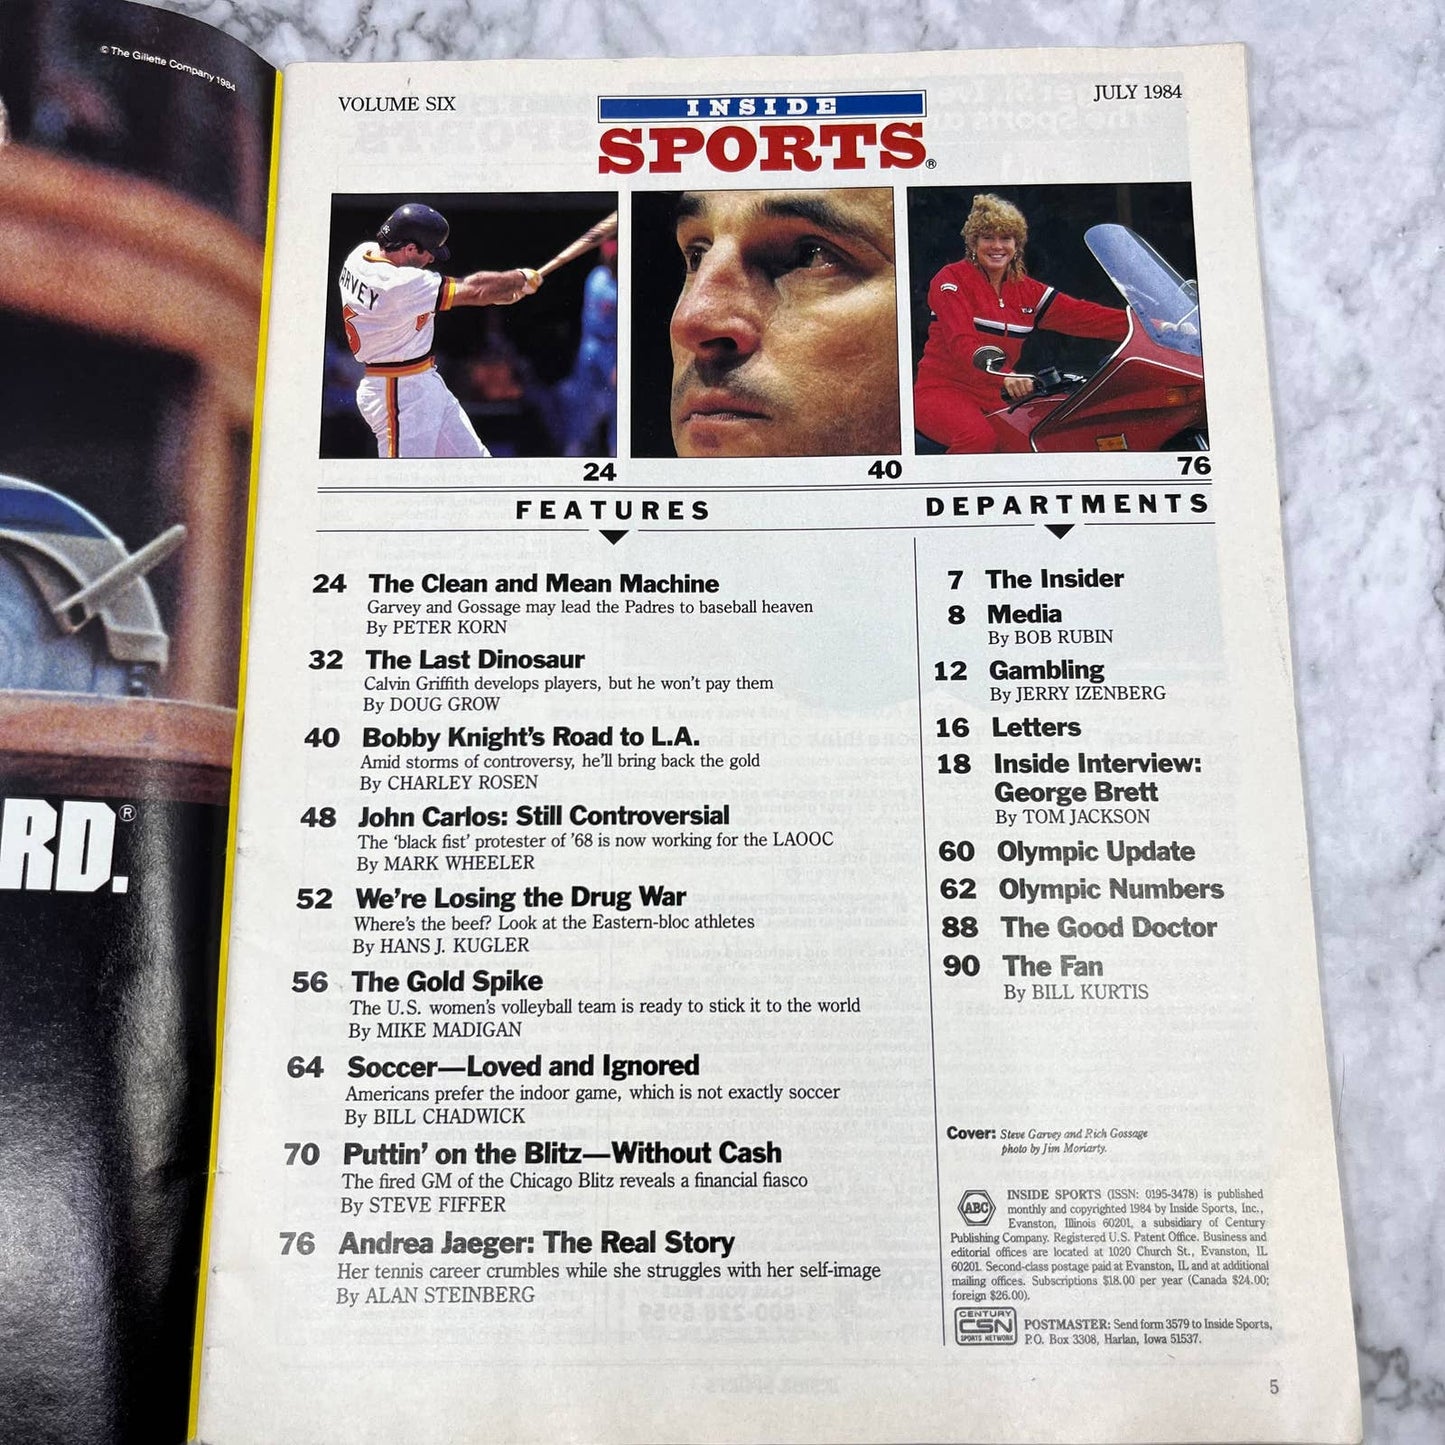 © The Gillette Company 1984
RD.®
VOLUME SIX
INSIDE
SPORTS®
JULY 1984
ARVEY
24
40
76
FEATURES
24 The Clean and Mean Machine
Garvey and Gossage may lead the Padres to baseball heaven
By PETER KORN
32 The Last Dinosaur
Calvin Griffith develops players, but he won't pay them
By DOUG GROW
40 Bobby Knight's Road to L.A.
Amid storms of controversy, he'll bring back the gold
By CHARLEY ROSEN
48 John Carlos: Still Controversial
The 'black fist' protester of '68 is now working for the LAOOC
By MARK WHEELER
52 We're Losing the Drug War
Where's the beef? Look at the Eastern-bloc athletes
By HANS J. KUGLER
56 The Gold Spike
The U.S. women's volleyball team is ready to stick it to the world
By MIKE MADIGAN
64 Soccer—Loved and Ignored
Americans prefer the indoor game, which is not exactly soccer
By BILL CHADWICK
70 Puttin' on the Blitz—Without Cash
The fired GM of the Chicago Blitz reveals a financial fiasco
By STEVE FIFFER
76 Andrea Jaeger: The Real Story
Her tennis career crumbles while she struggles with her self-image
By ALAN STEINBERG
DEPARTMENTS
7 The Insider
8 Media
By BOB RUBIN
12 Gambling
By JERRY IZENBERG
16 Letters
18 Inside Interview:
George Brett
By TOM JACKSON
60 Olympic Update
62 Olympic Numbers
88 The Good Doctor
90 The Fan
By BILL KURTIS
Cover: Steve Garvey and Rich Gossage
photo by Jim Moriarty.
ABC
INSIDE SPORTS (ISSN: 0195-3478) is published
monthly and copyrighted 1984 by Inside Sports, Inc.,
Evanston, Illinois 60201, a subsidiary of Century
Publishing Company. Registered U.S. Patent Office. Business and
editorial offices are located at 1020 Church St., Evanston, IL
60201. Second-class postage paid at Evanston, IL and at additional
mailing offices. Subscriptions $18.00 per year (Canada $24.00;
foreign $26.00).
CENTURY
CSN
SPORTS NETWORK
POSTMASTER: Send form 3579 to Inside Sports,
P.O. Box 3308, Harlan, Iowa 51537.
5